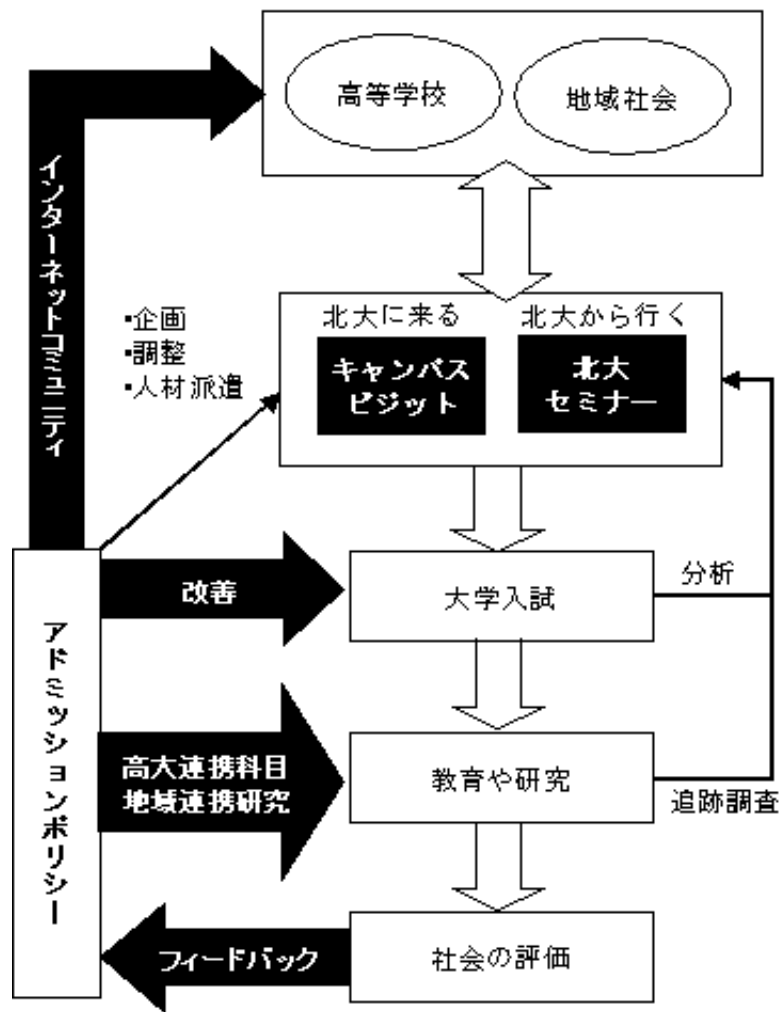 高等学校
地域社会
インターネットコミュニティ
▪企画
▪調整
▪人材派遣
北大に来る
北大から行く
キャンパス
ビジット
北大
セミナー
改善
大学入試
分析
アドミッションポリシー
高大連携科目
地域連携研究
教育や研究
追跡調査
フィードバック
社会の評価